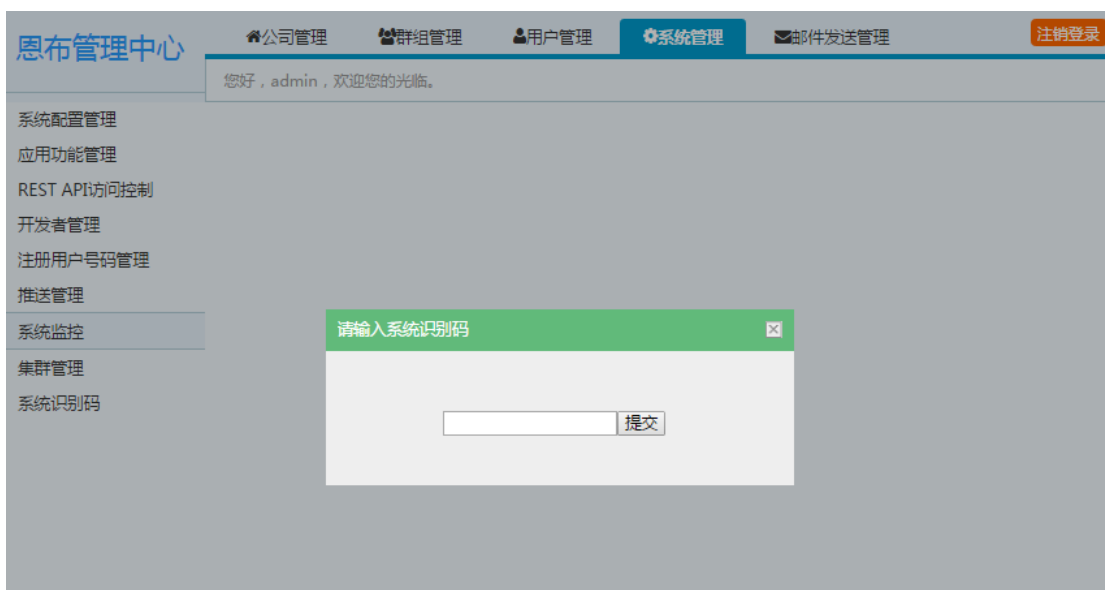 恩布管理中心
公司管理 群组管理 用户管理 系统管理 邮件发送管理 注销登录
您好，admin，欢迎您的光临。
系统配置管理
应用功能管理
REST API访问控制
开发者管理
注册用户号码管理
推送管理
系统监控
集群管理
系统识别码
请输入系统识别码
提交